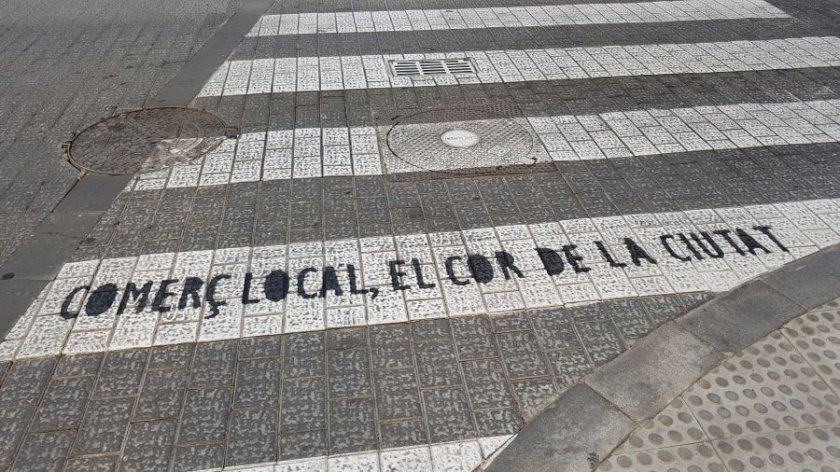 COMERÇ LOCAL, EL COR DE LA CIUTAT